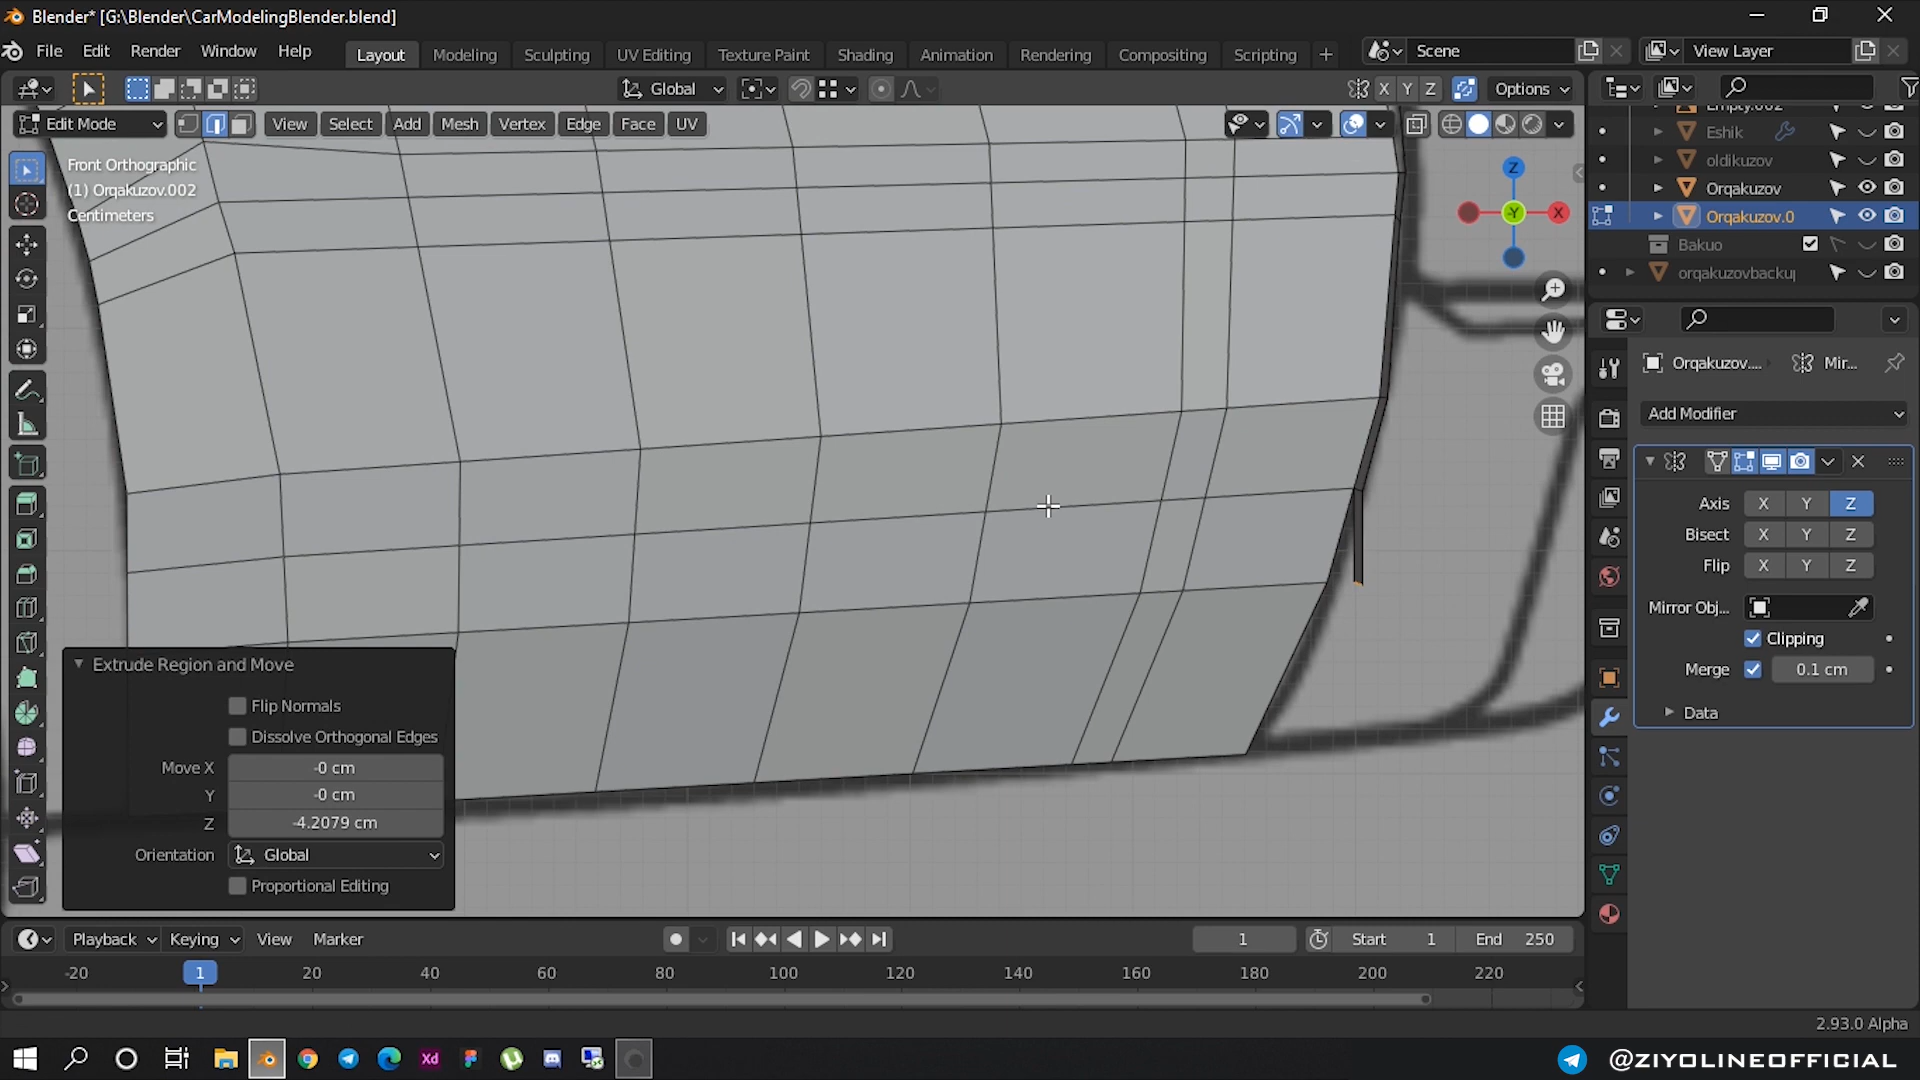 Blender* [G:\Blender\CarModelingBlender.blend]
File Edit Render Window Help
Layout Modeling Sculpting UV Editing Texture Paint Shading Animation Rendering Compositing Scripting +
Scene
View Layer
Global
X Y Z
Options
Edit Mode
View Select Add Mesh Vertex Edge Face UV
Front Orthographic
(1) Orqakuzov.002
Centimeters
Z
-Y
X
Empty.002
Eshik
oldikuzov
Orqakuzov
Orqakuzov.0
Bakuo
orqakuzovbackup
Orqakuzov....
Mir...
Add Modifier
Axis X Y Z
Bisect X Y Z
Flip X Y Z
Mirror Obj...
Clipping
Merge 0.1 cm
Data
Extrude Region and Move
Flip Normals
Dissolve Orthogonal Edges
Move X -0 cm
Y -0 cm
Z -4.2079 cm
Orientation Global
Proportional Editing
Playback Keying View Marker
1
Start 1
End 250
-20 1 20 40 60 80 100 120 140 160 180 200 220
2.93.0 Alpha
Xd
@ZIYOLINEOFFICIAL